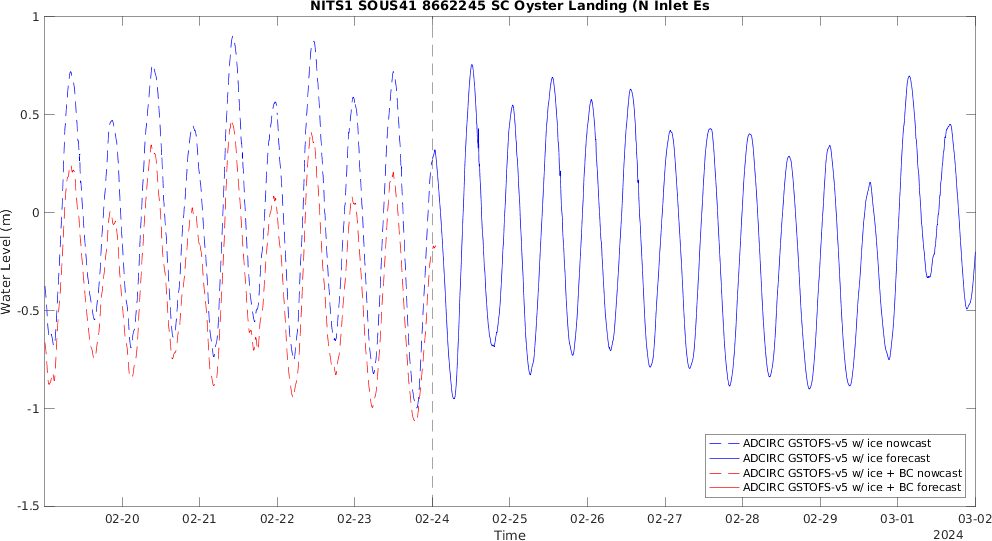 NITS1 SOUS41 8662245 SC Oyster Landing (N Inlet Es
1
0.5
0
-0.5
-1
-1.5
Water Level (m)
02-20 02-21 02-22 02-23 02-24 02-25 02-26 02-27 02-28 02-29 03-01 03-02
Time
2024
ADCIRC GSTOFS-v5 w/ ice nowcast
ADCIRC GSTOFS-v5 w/ ice forecast
ADCIRC GSTOFS-v5 w/ ice + BC nowcast
ADCIRC GSTOFS-v5 w/ ice + BC forecast